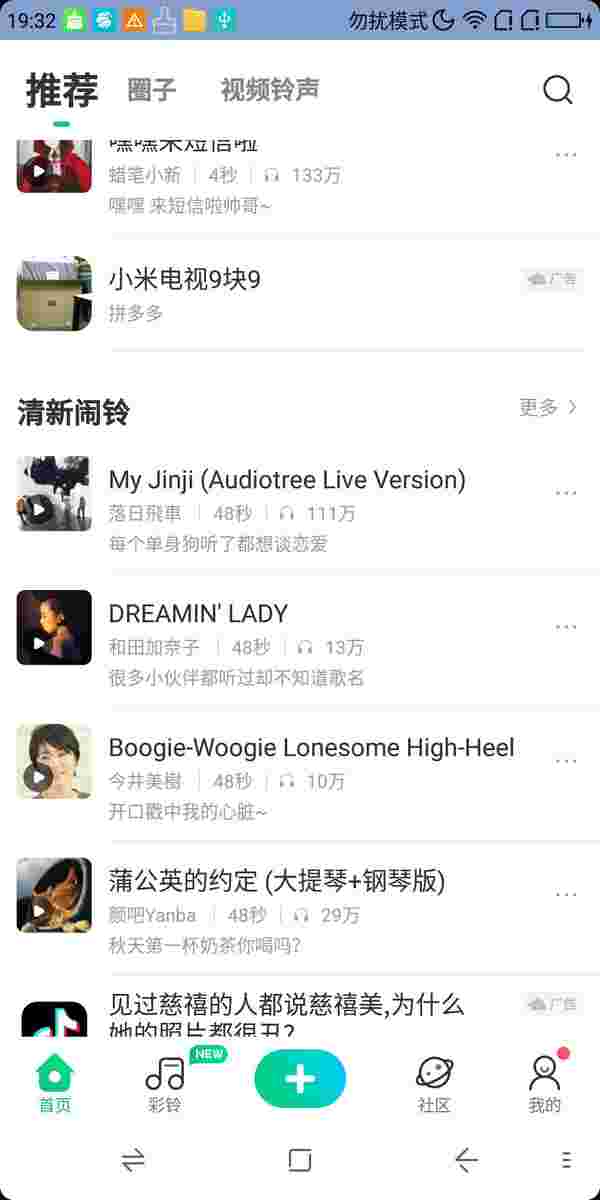 19:32 勿扰模式
推荐 圈子 视频铃声
嘿嘿来短信啦
蜡笔小新 4秒 133万
嘿嘿 来短信啦帅哥~
小米电视9块9 广告
拼多多
清新闹铃 更多
My Jinji (Audiotree Live Version)
落日飛車 48秒 111万
每个单身狗听了都想谈恋爱
DREAMIN' LADY
和田加奈子 48秒 13万
很多小伙伴都听过却不知道歌名
Boogie-Woogie Lonesome High-Heel
今井美樹 48秒 10万
开口戳中我的心脏~
蒲公英的约定 (大提琴+钢琴版)
颜吧Yanba 48秒 29万
秋天第一杯奶茶你喝吗?
见过慈禧的人都说慈禧美,为什么 广告
她的照片都很丑?
NEW
首页 彩铃 社区 我的